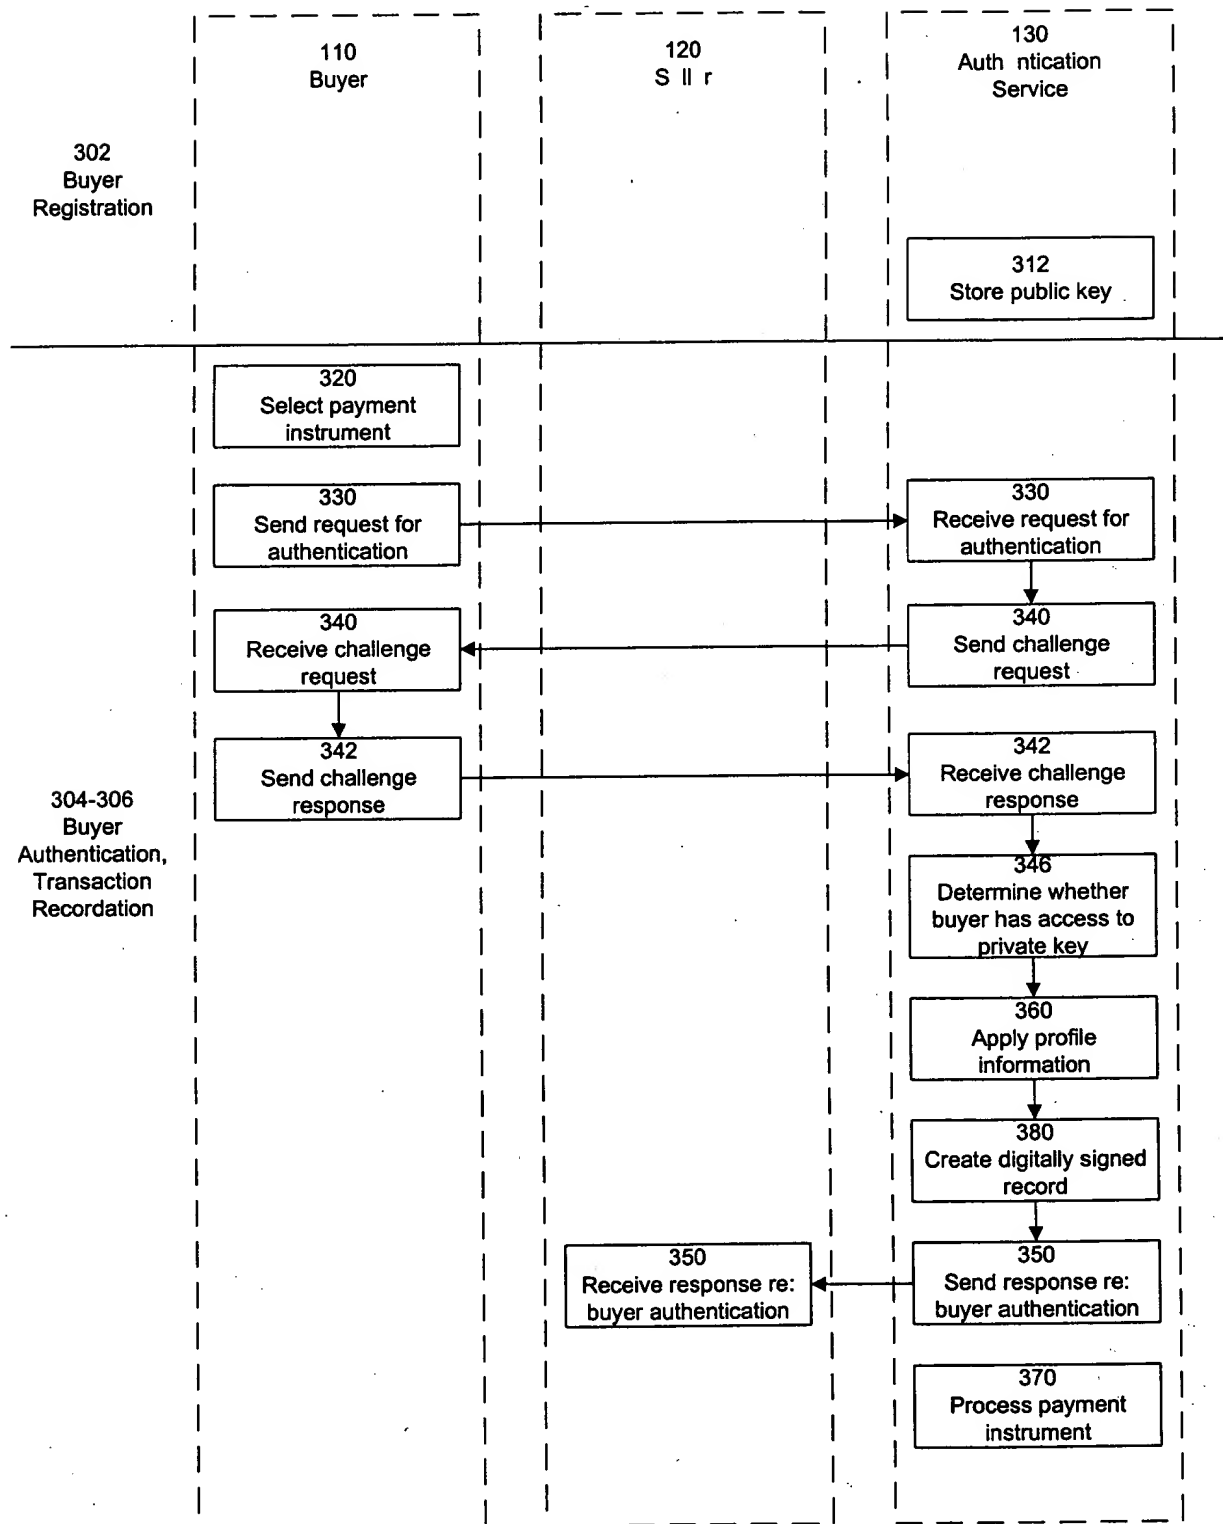 110
Buyer
120
S ll r
130
Auth ntication
Service
302
Buyer
Registration
312
Store public key
320
Select payment
instrument
330
Send request for
authentication
330
Receive request for
authentication
340
Receive challenge
request
340
Send challenge
request
342
Send challenge
response
342
Receive challenge
response
304-306
Buyer
Authentication,
Transaction
Recordation
346
Determine whether
buyer has access to
private key
360
Apply profile
information
380
Create digitally signed
record
350
Receive response re:
buyer authentication
350
Send response re:
buyer authentication
370
Process payment
instrument